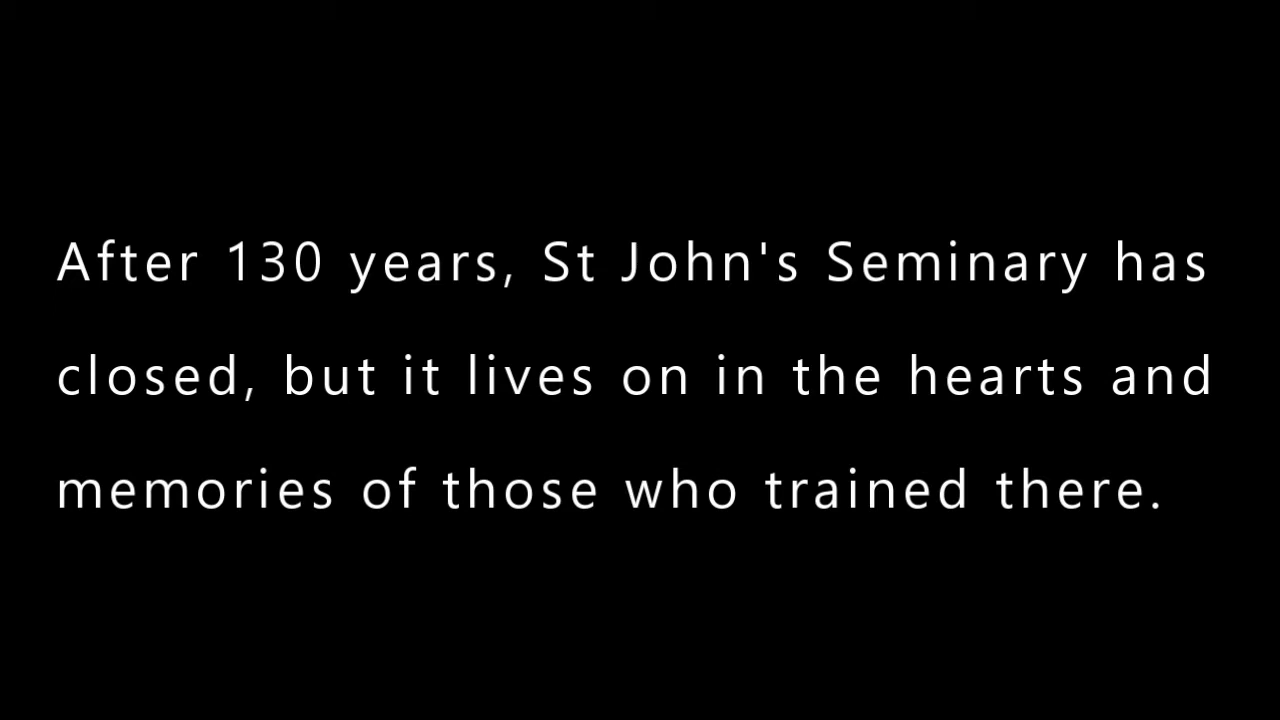 After 130 years, St John's Seminary has
closed, but it lives on in the hearts and
memories of those who trained there.